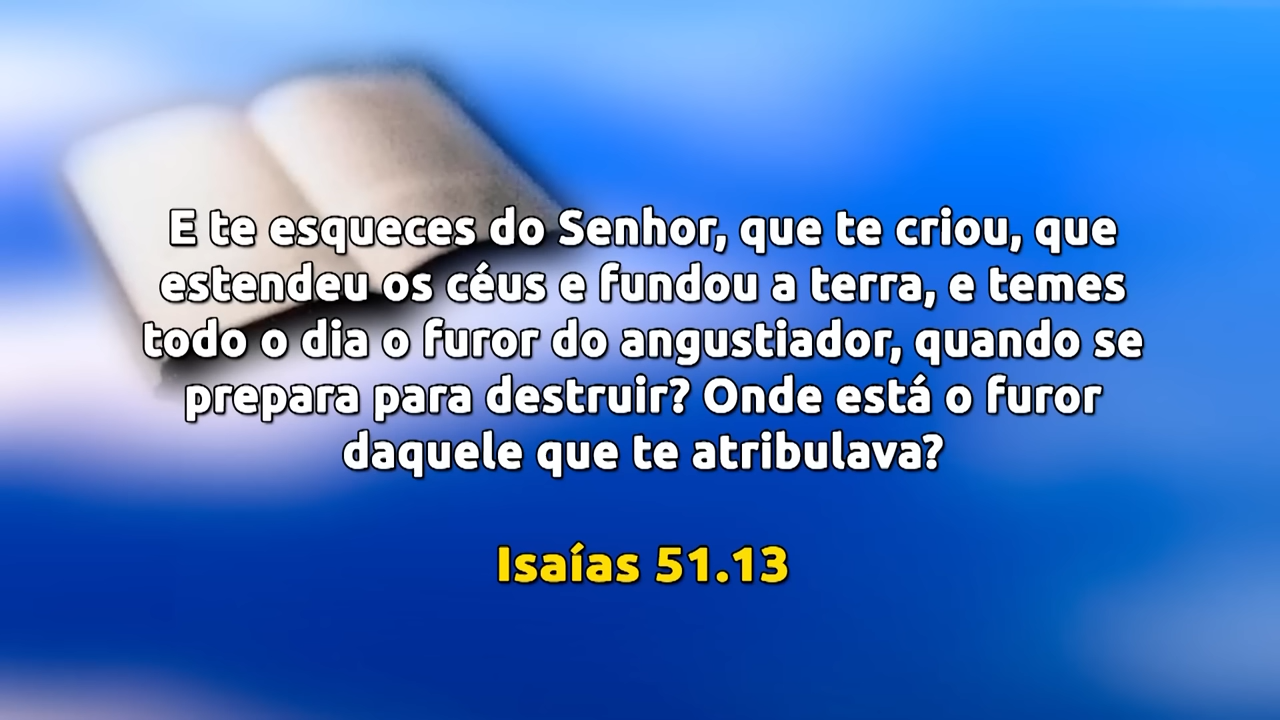 E te esqueces do Senhor, que te criou, que
estendeu os céus e fundou a terra, e temes
todo o dia o furor do angustiador, quando se
prepara para destruir? Onde está o furor
daquele que te atribulava?
Isaías 51.13